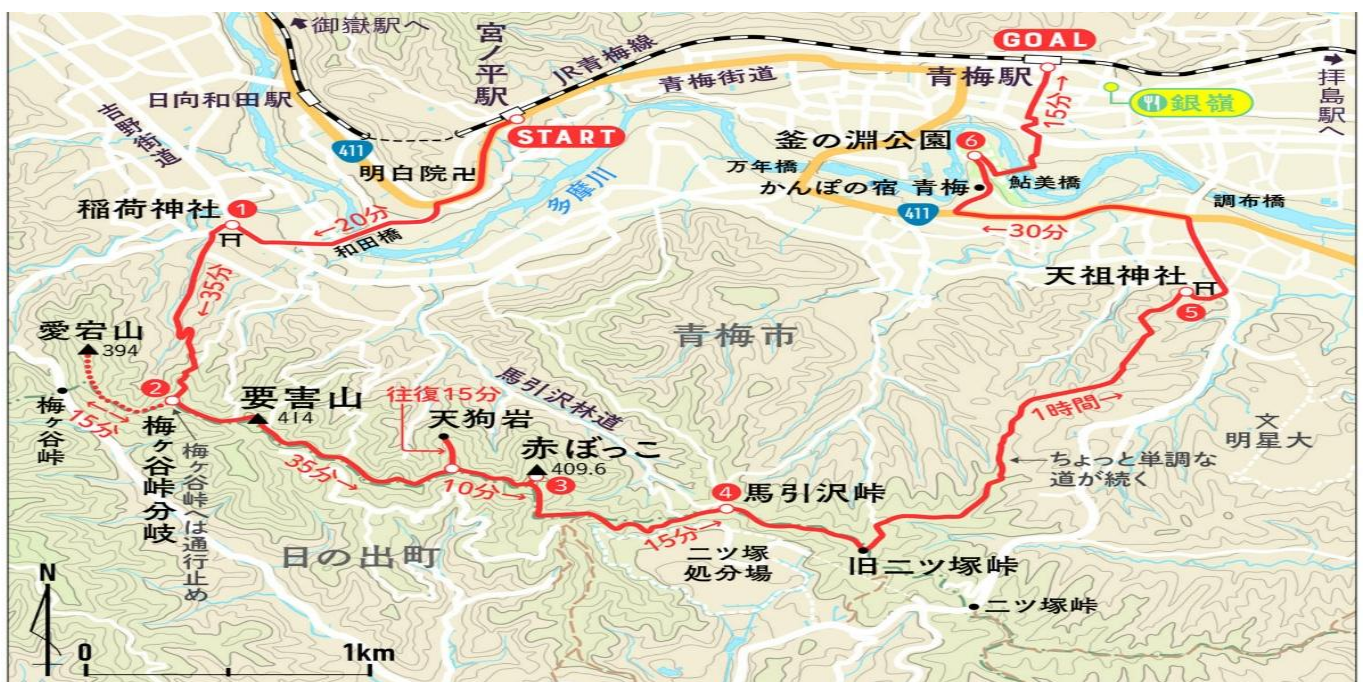 御嶽駅へ
宮ノ平駅
JR青梅線
青梅街道
GOAL
青梅駅
拝島駅へ
日向和田駅
吉野街道
START
15分→
銀嶺
411
明白院卍
多摩川
釜の淵公園
6
万年橋
かんぽの宿 青梅
鮎美橋
稲荷神社
1
←20分
和田橋
411
調布橋
←30分
←35分
天祖神社
5
愛宕山
394
青梅市
2
要害山
414
往復15分
天狗岩
馬引沢林道
赤ぼっこ
409.6
3
梅ヶ谷峠
15分
梅ヶ谷峠分岐
梅ヶ谷峠へは通行止め
35分→
10分→
1時間→
文
明星大
ちょっと単調な
道が続く
4
馬引沢峠
15分→
日の出町
二ツ塚
処分場
旧二ツ塚峠
二ツ塚峠
N
0
1km